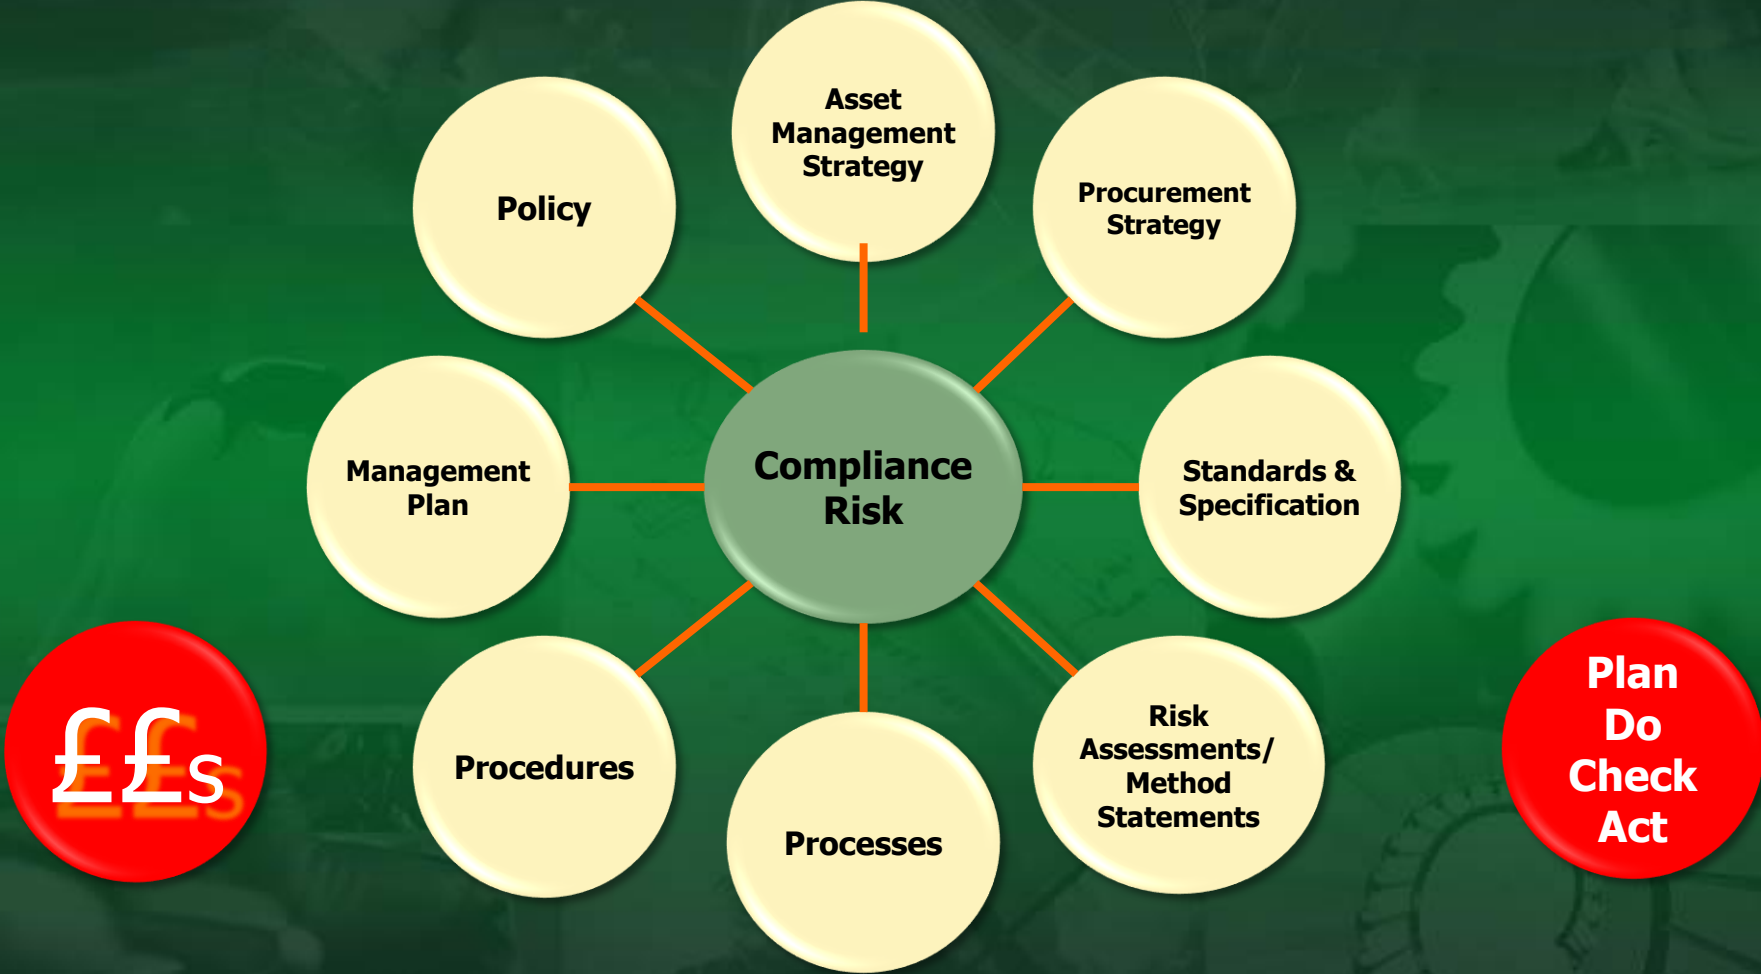 Asset
Management
Strategy
Policy
Procurement
Strategy
Management
Plan
Compliance
Risk
Standards &
Specification
Procedures
Processes
Risk
Assessments/
Method
Statements
££s
Plan
Do
Check
Act